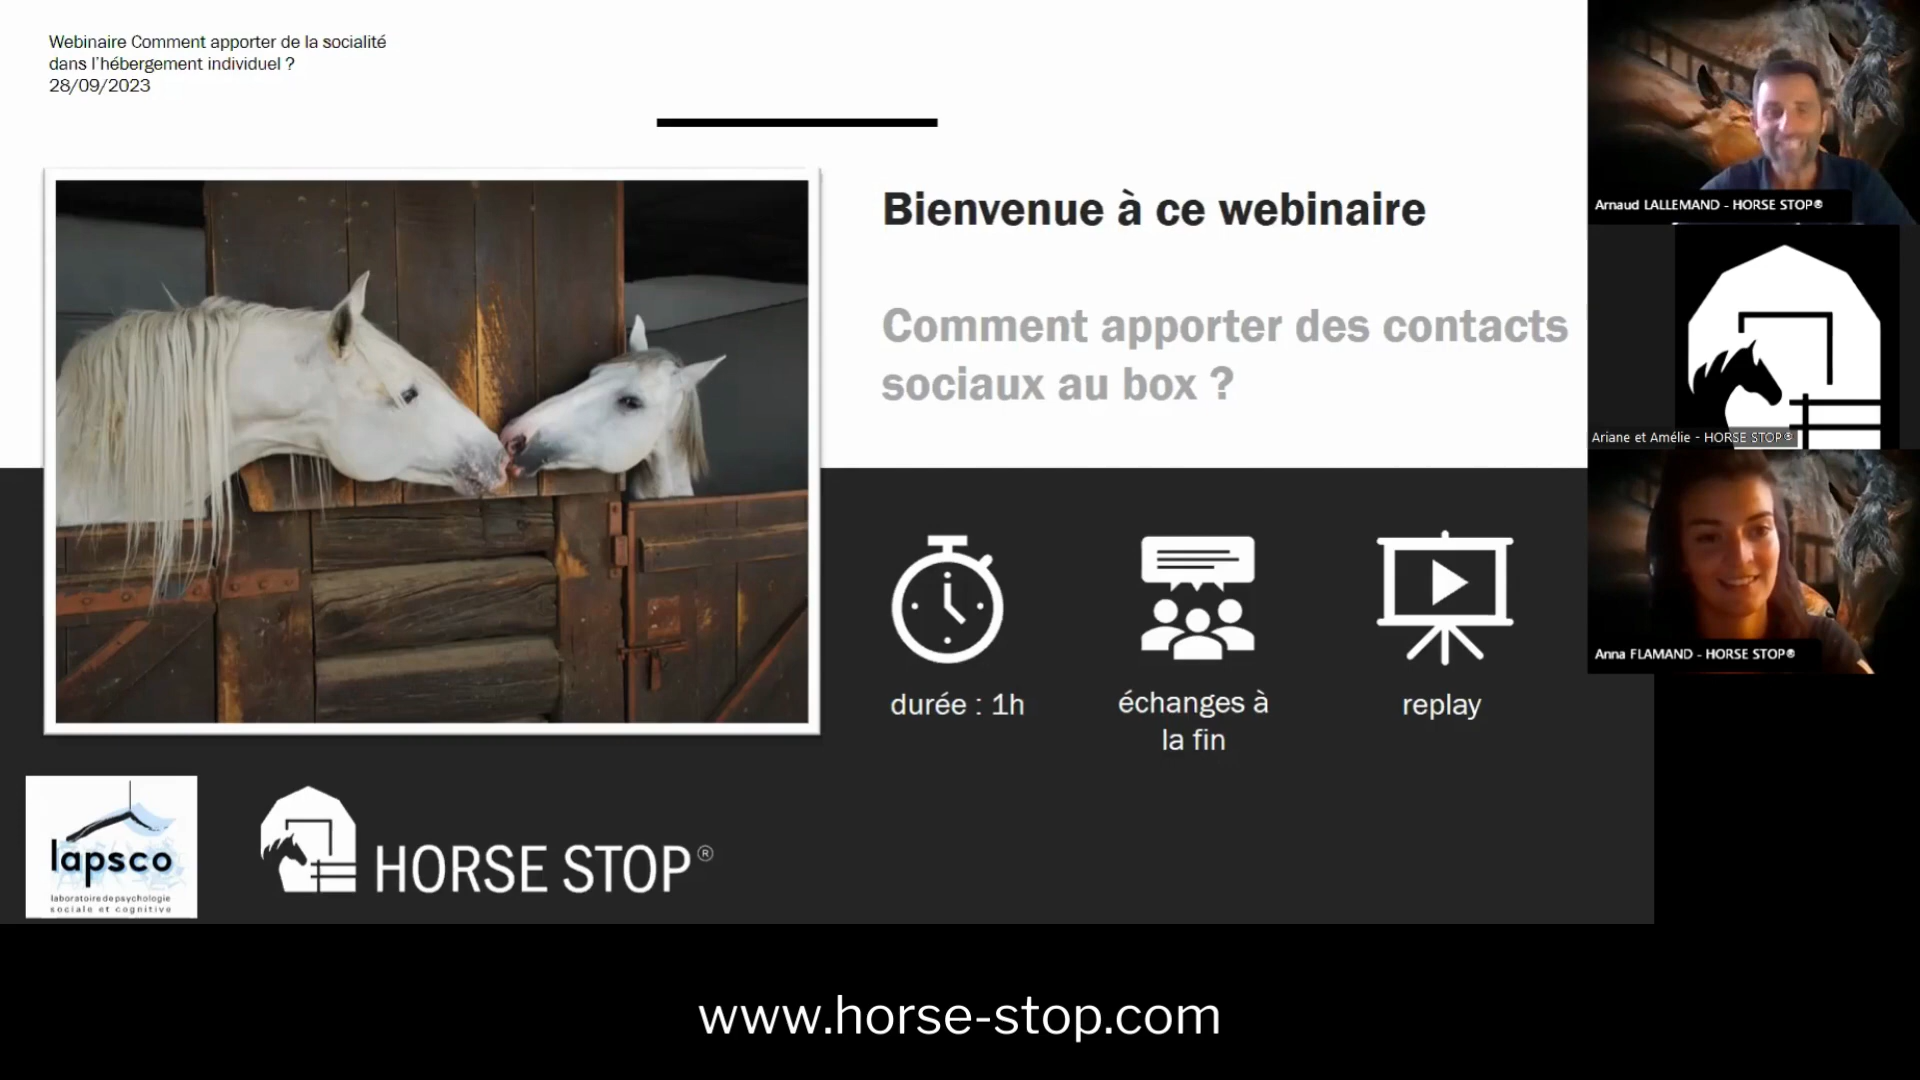 Webinaire Comment apporter de la socialité
dans l'hébergement individuel ?
28/09/2023
Bienvenue à ce webinaire
Comment apporter des contacts
sociaux au box ?
durée : 1h
échanges à
la fin
replay
lapsco
laboratoire de psychologie
sociale et cognitive
HORSE STOP®
Arnaud LALLEMAND - HORSE STOP®
Ariane et Amélie - HORSE STOP®
Anna FLAMAND - HORSE STOP®
www.horse-stop.com